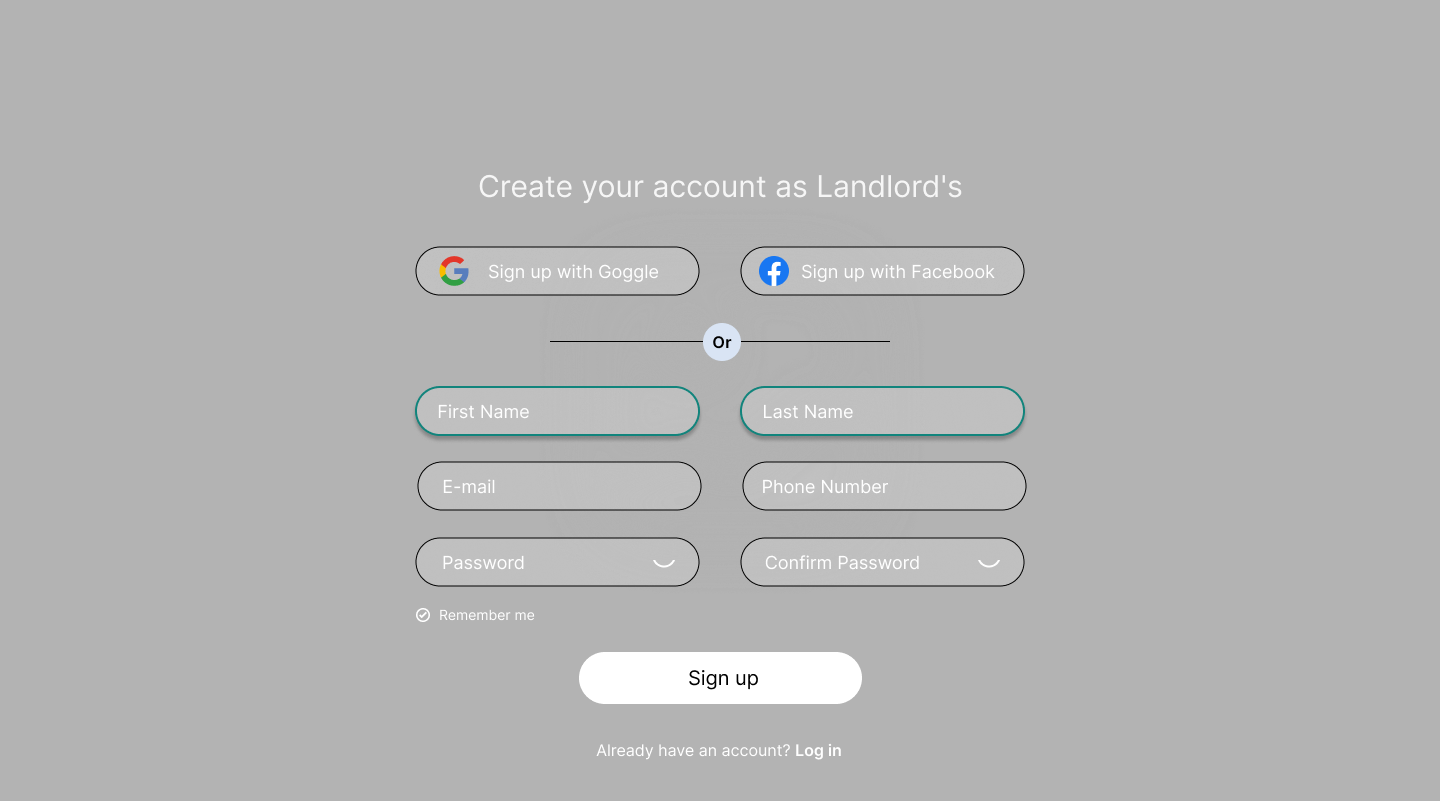 Create your account as Landlord's
Sign up with Goggle
Sign up with Facebook
Or
First Name
Last Name
E-mail
Phone Number
Password
Confirm Password
Remember me
Sign up
Already have an account? Log in